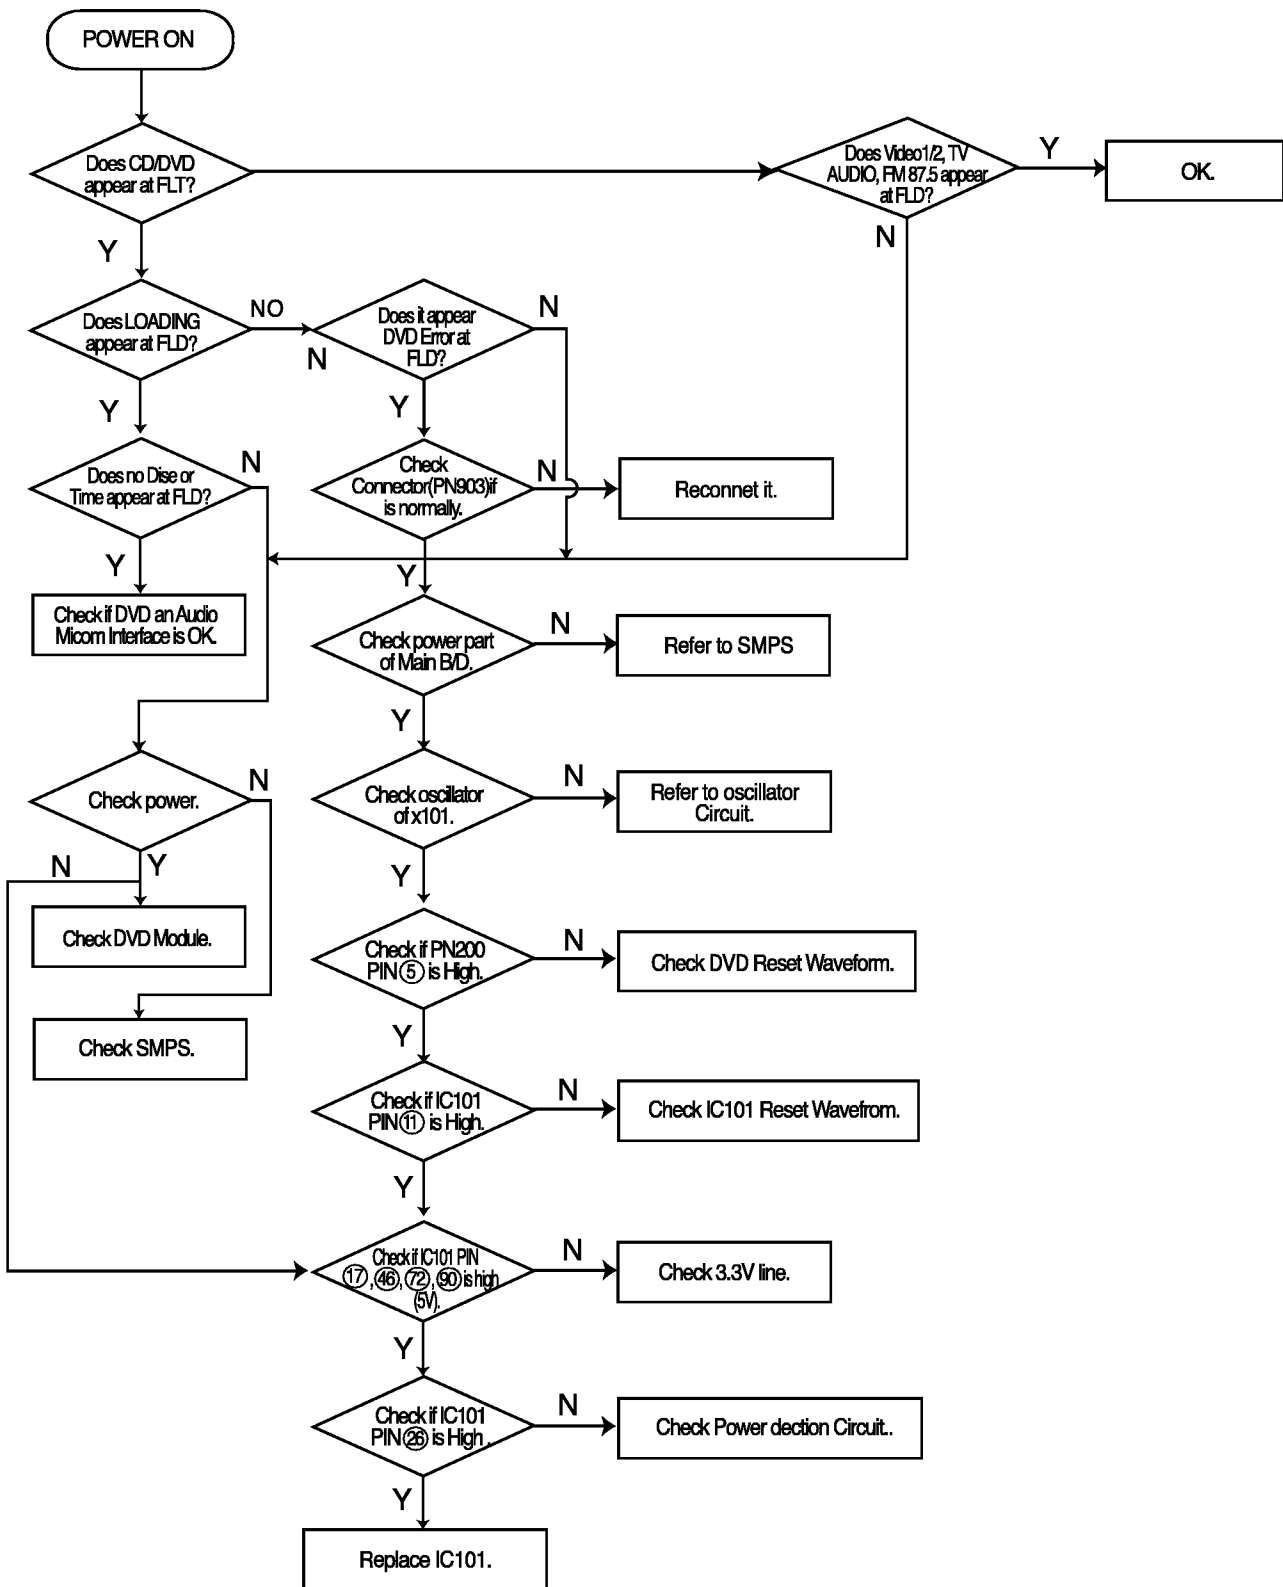 POWER ON
Does CD/DVD
appear at FLT?
Does Video1/2, TV
AUDIO, FM 87.5 appear
at FLD?
Y
OK.
N
Y
Does LOADING
appear at FLD?
NO
N
Does it appear
DVD Error at
FLD?
N
Y
Y
Does no Dise or
Time appear at FLD?
N
Check
Connector(PN903)if
is normally.
N
Reconnet it.
Y
Y
Check if DVD an Audio
Micom Interface is OK.
Check power part
of Main B/D.
N
Refer to SMPS
Y
Check power.
N
Check oscillator
of x101.
N
Refer to oscillator
Circuit.
N
Y
Y
Check DVD Module.
Check if PN200
PIN⑤ is High.
N
Check DVD Reset Waveform.
Check SMPS.
Y
Check if IC101
PIN⑪ is High.
N
Check IC101 Reset Wavefrom.
Y
Check if IC101 PIN
⑰,㊻,(72),(90) is high
(5V).
N
Check 3.3V line.
Y
Check if IC101
PIN㉖ is High .
N
Check Power dection Circuit..
Y
Replace IC101.